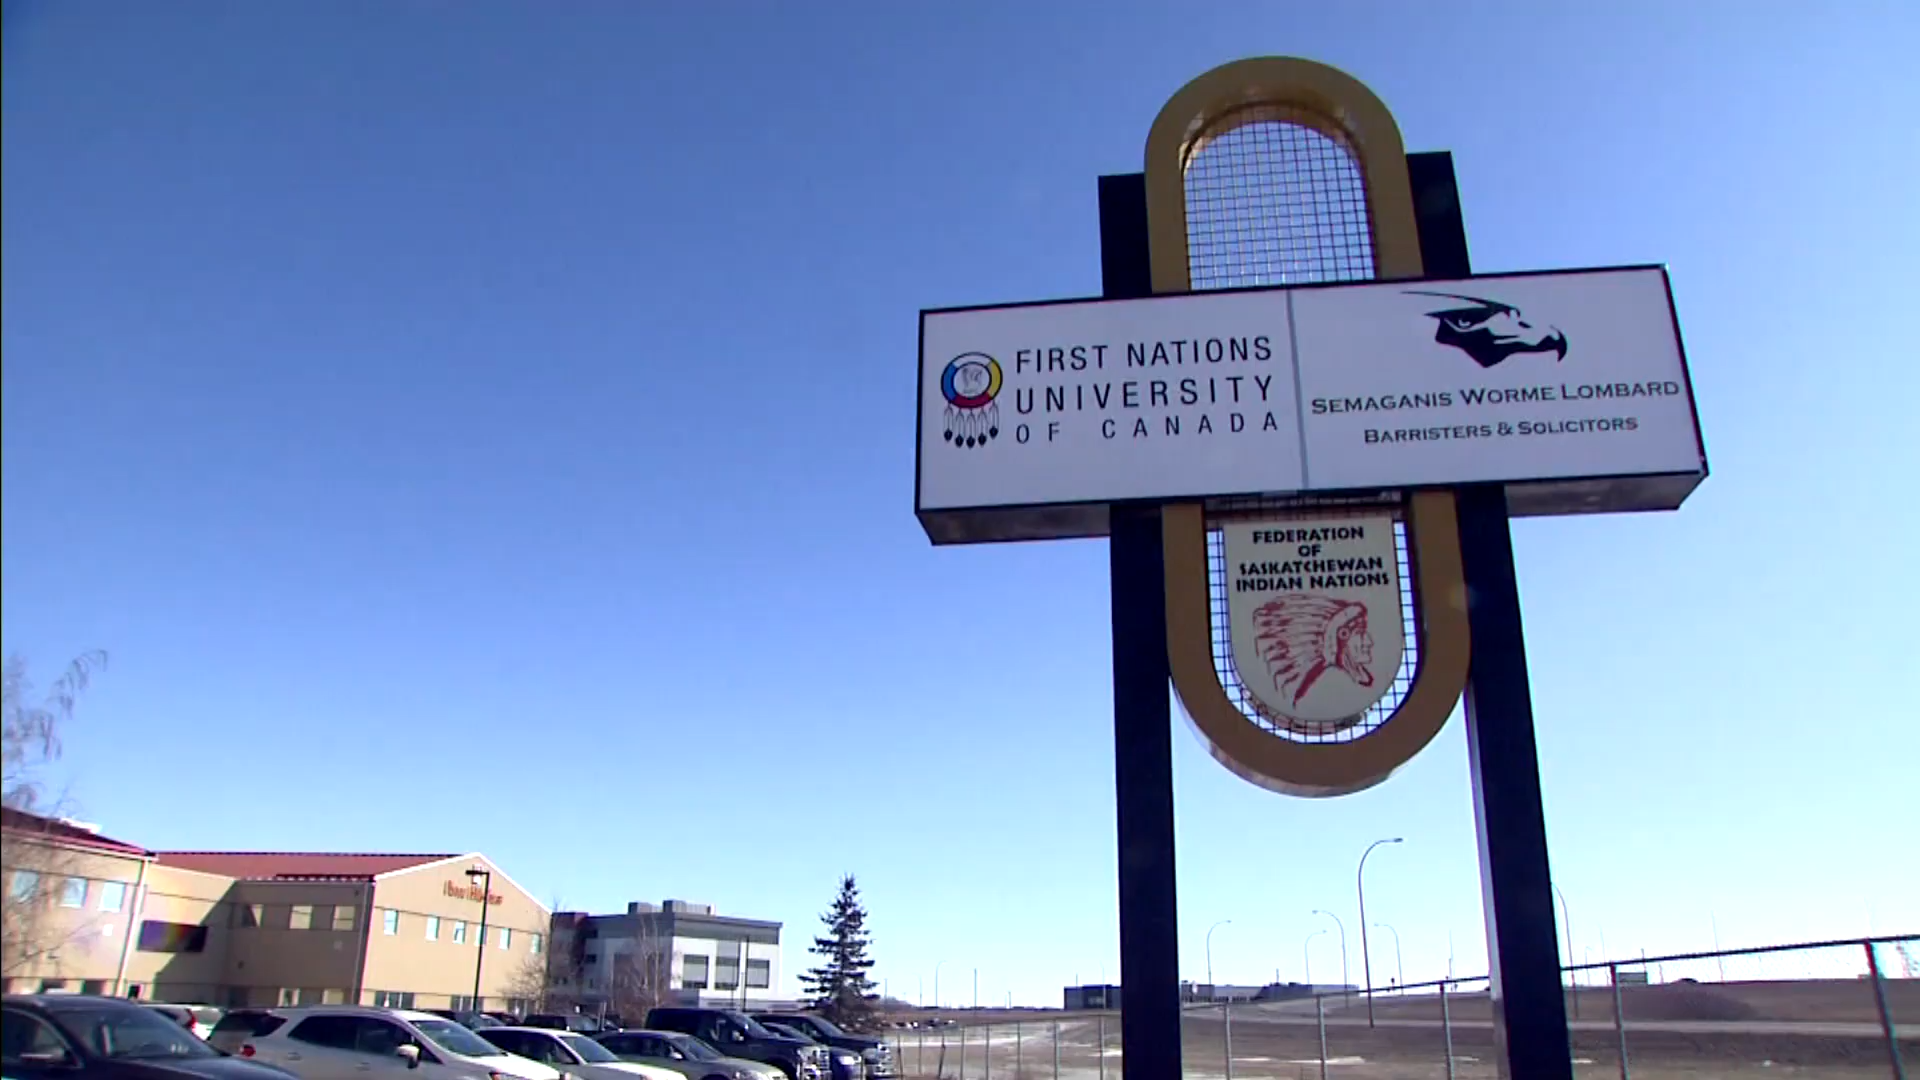 FIRST NATIONS
UNIVERSITY
OF CANADA
SEMAGANIS WORME LOMBARD
BARRISTERS & SOLICITORS
FEDERATION
OF
SASKATCHEWAN
INDIAN NATIONS